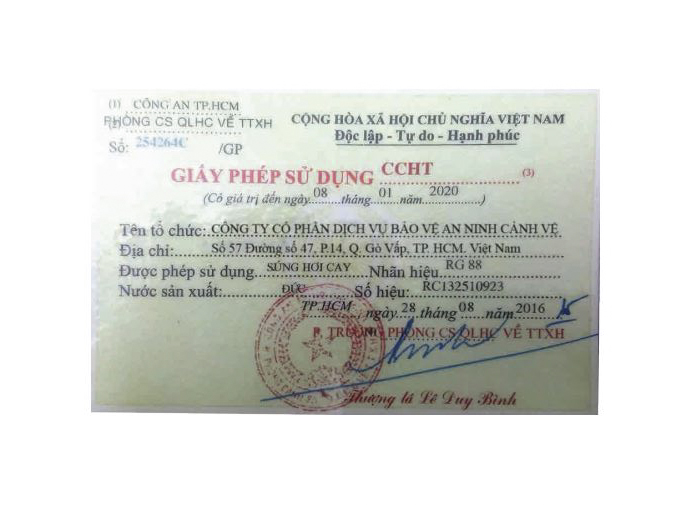 (1) CÔNG AN TP.HCM
PHÒNG CS QLHC VỀ TTXH
(2)
Số: 254264C /GP
CỘNG HÒA XÃ HỘI CHỦ NGHĨA VIỆT NAM
Độc lập - Tự do - Hạnh phúc
GIẤY PHÉP SỬ DỤNG CCHT (3)
(Có giá trị đến ngày 08 tháng 01 năm 2020)
Tên tổ chức: CÔNG TY CỔ PHẦN DỊCH VỤ BẢO VỆ AN NINH CẢNH VỆ
Địa chỉ: Số 57 Đường số 47, P.14, Q. Gò Vấp, TP. HCM. Việt Nam
Được phép sử dụng SÚNG HƠI CAY Nhãn hiệu RG 88
Nước sản xuất: ĐỨC Số hiệu: RC132510923
TP.HCM, ngày 28 tháng 08 năm 2016
P. TRƯỞNG PHÒNG CS QLHC VỀ TTXH
Thượng tá Lê Duy Bình